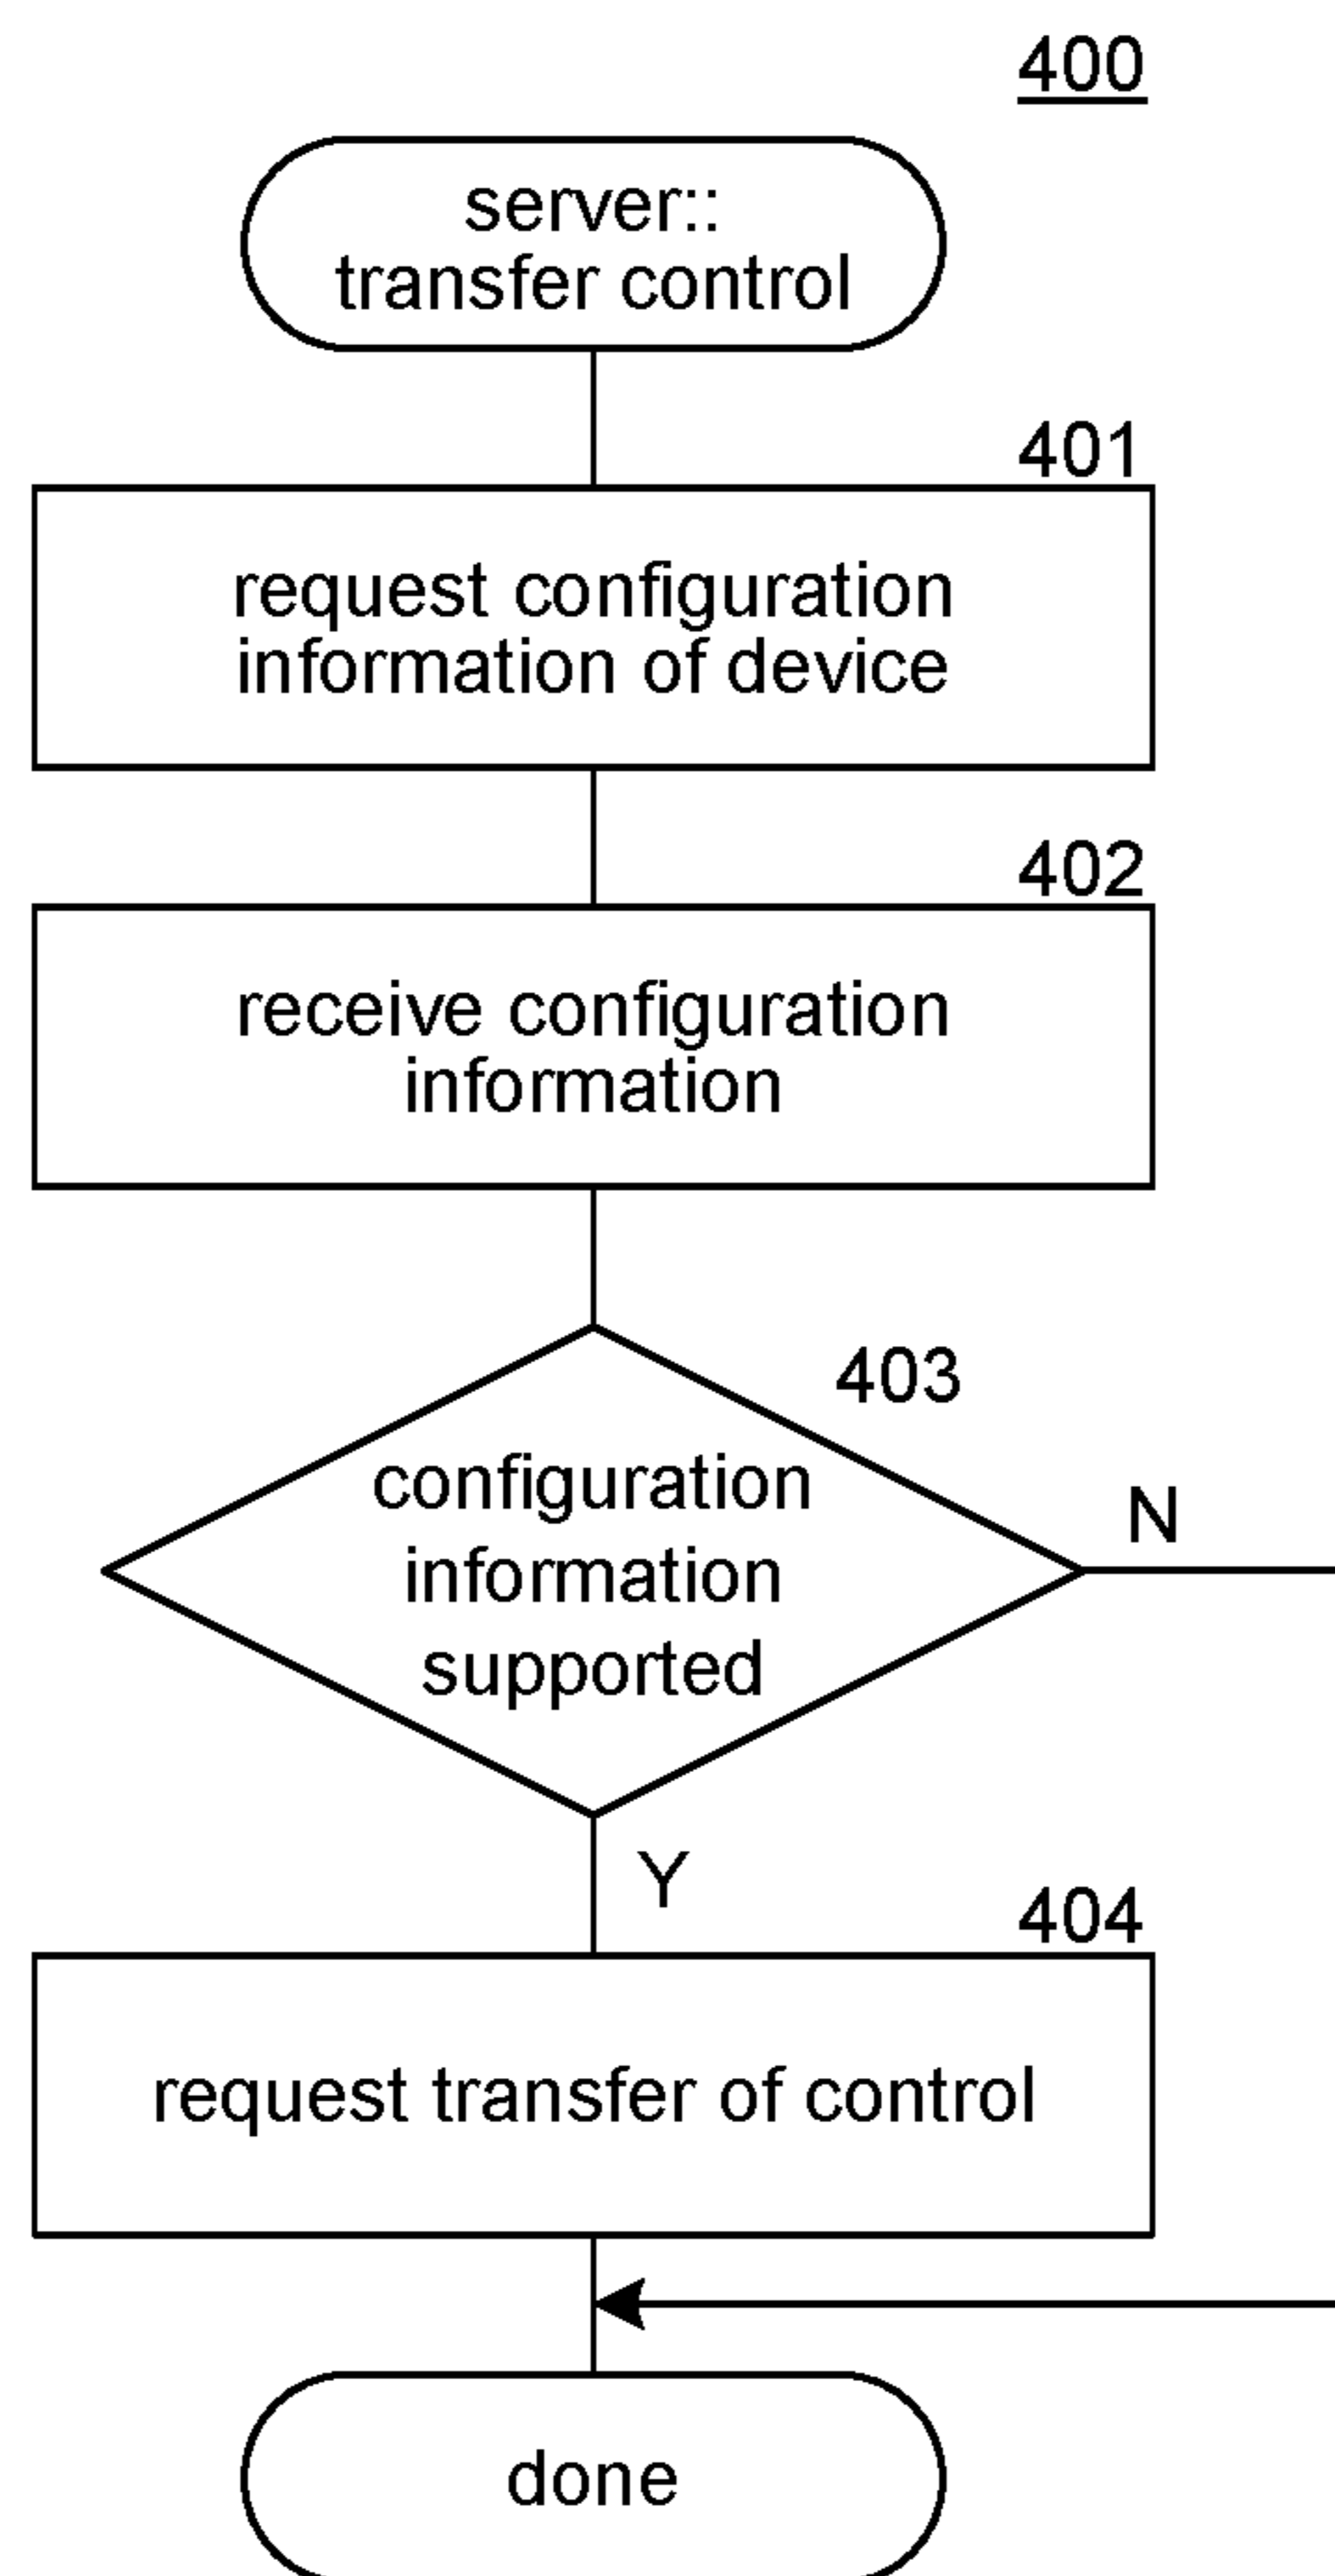 400
server::
transfer control
401
request configuration
information of device
402
receive configuration
information
403
configuration
information
supported
N
Y
404
request transfer of control
done